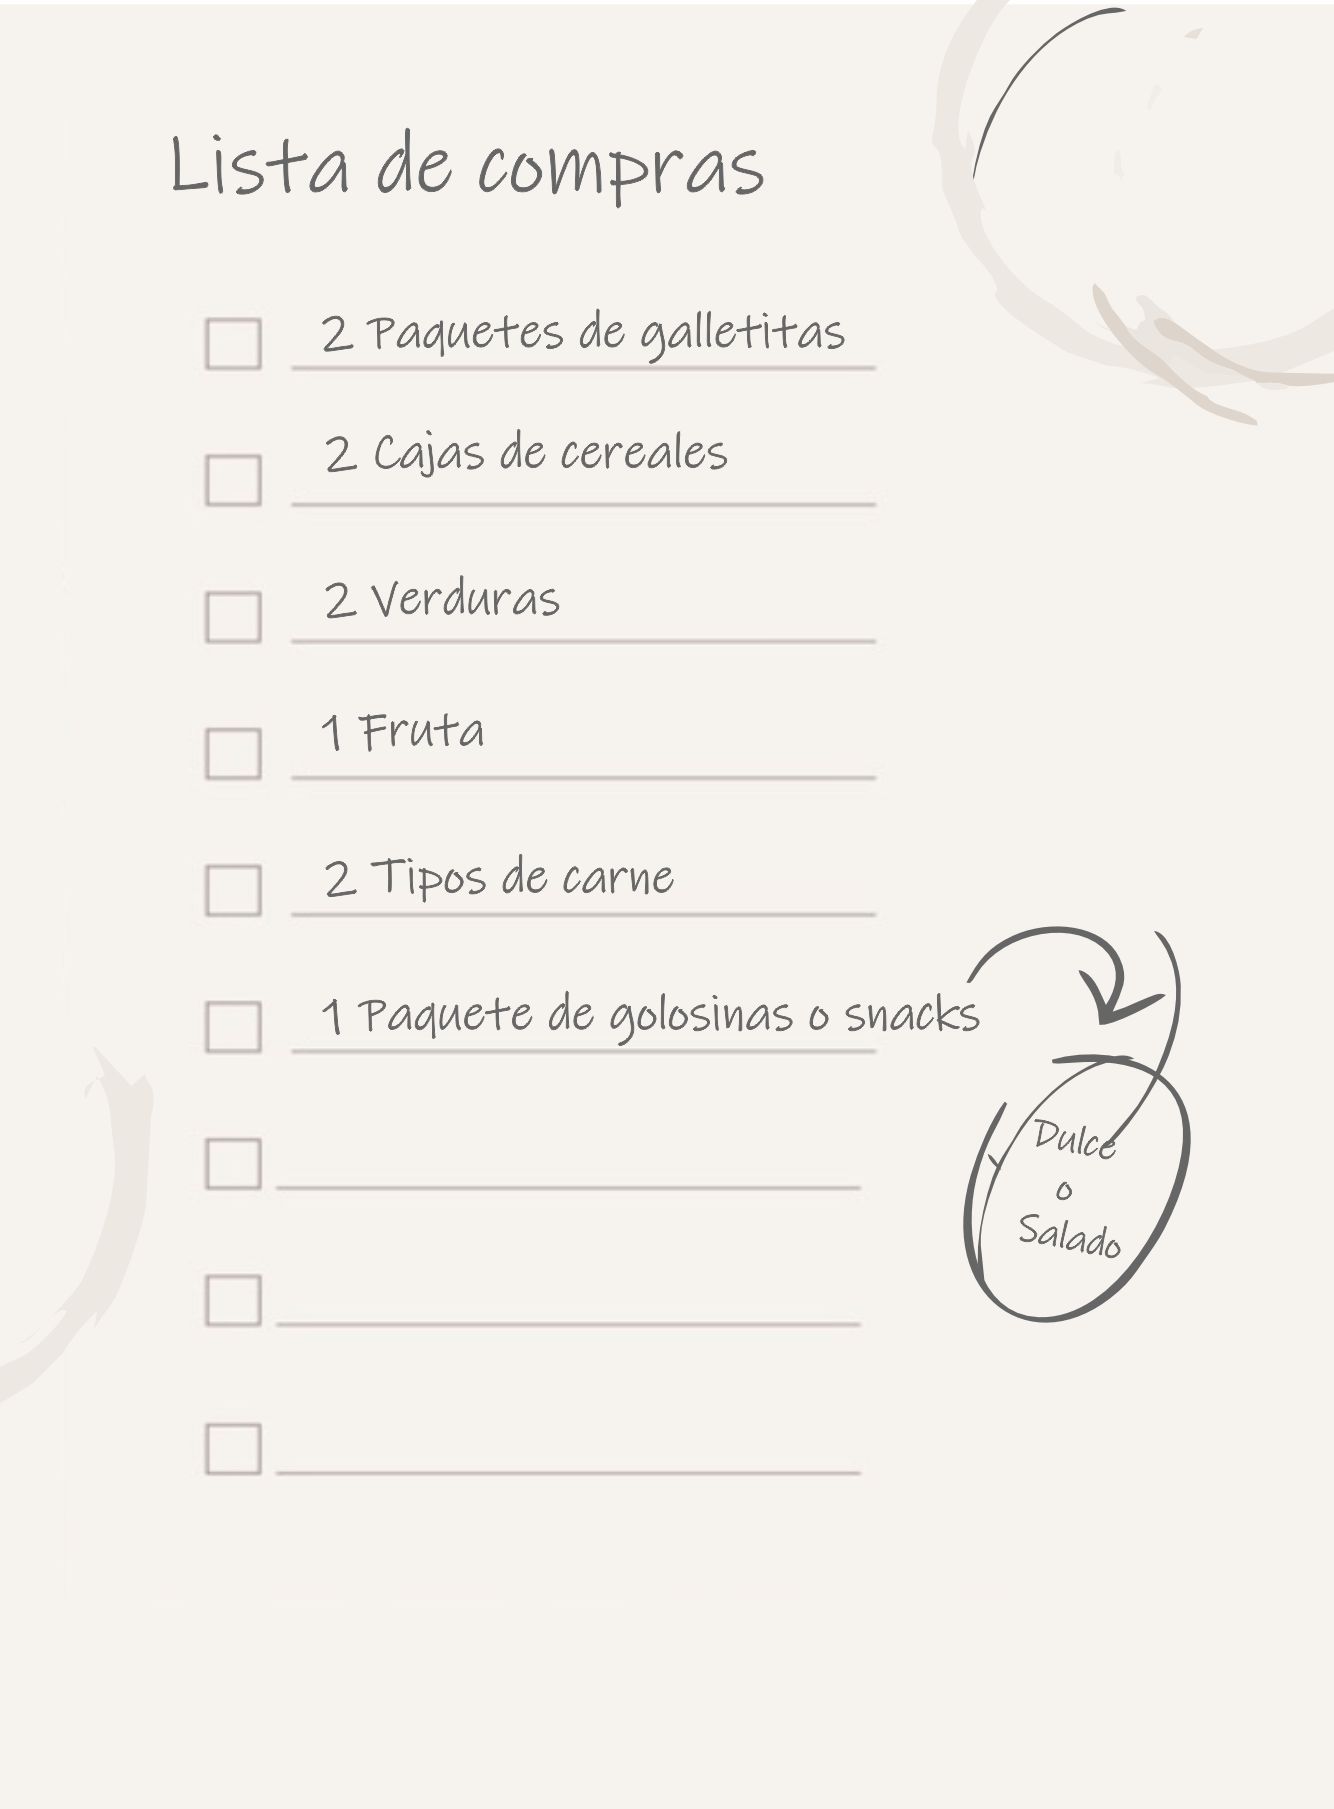 Lista de compras
2 Paquetes de galletitas
2 Cajas de cereales
2 Verduras
1 Fruta
2 Tipos de carne
1 Paquete de golosinas o snacks
Dulce
o
Salado